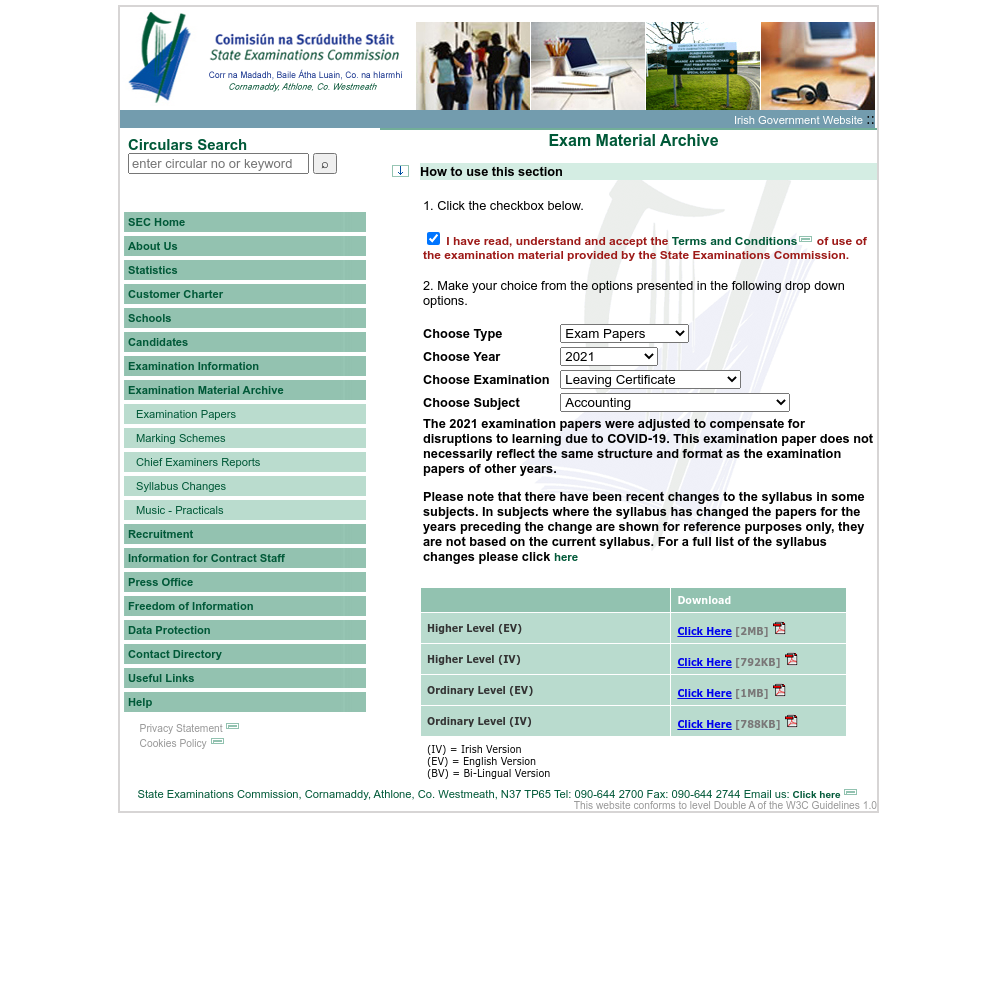 Coimisiún na Scrúduithe Stáit
State Examinations Commission
Corr na Madadh, Baile Átha Luain, Co. na hIarmhí
Cornamaddy, Athlone, Co. Westmeath
Irish Government Website ::
Circulars Search
enter circular no or keyword
SEC Home
About Us
Statistics
Customer Charter
Schools
Candidates
Examination Information
Examination Material Archive
Examination Papers
Marking Schemes
Chief Examiners Reports
Syllabus Changes
Music - Practicals
Recruitment
Information for Contract Staff
Press Office
Freedom of Information
Data Protection
Contact Directory
Useful Links
Help
Privacy Statement
Cookies Policy
Exam Material Archive
How to use this section
1. Click the checkbox below.
I have read, understand and accept the Terms and Conditions of use of
the examination material provided by the State Examinations Commission.
2. Make your choice from the options presented in the following drop down
options.
Choose Type Exam Papers
Choose Year 2021
Choose Examination Leaving Certificate
Choose Subject Accounting
The 2021 examination papers were adjusted to compensate for
disruptions to learning due to COVID-19. This examination paper does not
necessarily reflect the same structure and format as the examination
papers of other years.
Please note that there have been recent changes to the syllabus in some
subjects. In subjects where the syllabus has changed the papers for the
years preceding the change are shown for reference purposes only, they
are not based on the current syllabus. For a full list of the syllabus
changes please click here
Download
Higher Level (EV) Click Here [2MB]
Higher Level (IV) Click Here [792KB]
Ordinary Level (EV) Click Here [1MB]
Ordinary Level (IV) Click Here [788KB]
(IV) = Irish Version
(EV) = English Version
(BV) = Bi-Lingual Version
State Examinations Commission, Cornamaddy, Athlone, Co. Westmeath, N37 TP65 Tel: 090-644 2700 Fax: 090-644 2744 Email us: Click here
This website conforms to level Double A of the W3C Guidelines 1.0